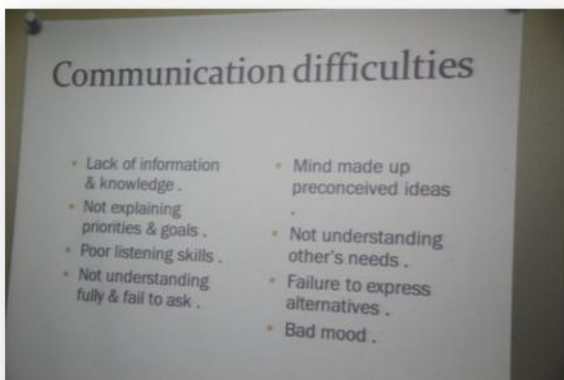 Communication difficulties
• Lack of information
& knowledge .
• Not explaining
priorities & goals .
• Poor listening skills .
• Not understanding
fully & fail to ask .
• Mind made up
preconceived ideas
.
• Not understanding
other's needs .
• Failure to express
alternatives .
• Bad mood .